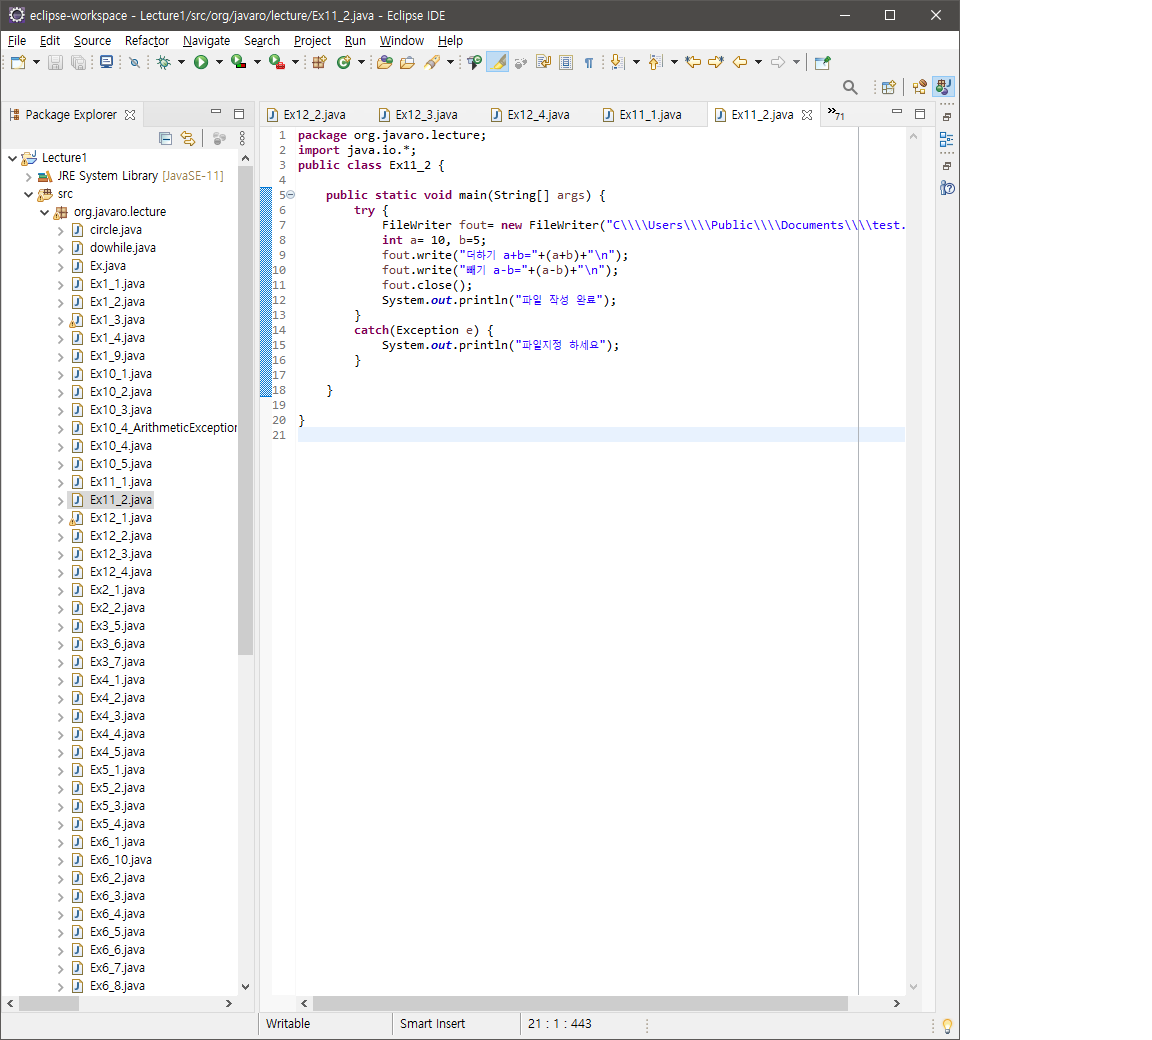 eclipse-workspace - Lecture1/src/org/javaro/lecture/Ex11_2.java - Eclipse IDE
File Edit Source Refactor Navigate Search Project Run Window Help
Package Explorer
Lecture1
JRE System Library [JavaSE-11]
src
org.javaro.lecture
circle.java
dowhile.java
Ex.java
Ex1_1.java
Ex1_2.java
Ex1_3.java
Ex1_4.java
Ex1_9.java
Ex10_1.java
Ex10_2.java
Ex10_3.java
Ex10_4_ArithmeticException
Ex10_4.java
Ex10_5.java
Ex11_1.java
Ex11_2.java
Ex12_1.java
Ex12_2.java
Ex12_3.java
Ex12_4.java
Ex2_1.java
Ex2_2.java
Ex3_5.java
Ex3_6.java
Ex3_7.java
Ex4_1.java
Ex4_2.java
Ex4_3.java
Ex4_4.java
Ex4_5.java
Ex5_1.java
Ex5_2.java
Ex5_3.java
Ex5_4.java
Ex6_1.java
Ex6_10.java
Ex6_2.java
Ex6_3.java
Ex6_4.java
Ex6_5.java
Ex6_6.java
Ex6_7.java
Ex6_8.java
Ex12_2.java Ex12_3.java Ex12_4.java Ex11_1.java Ex11_2.java »71
1 package org.javaro.lecture;
2 import java.io.*;
3 public class Ex11_2 {
4
5 public static void main(String[] args) {
6 try {
7 FileWriter fout= new FileWriter("C\\\\Users\\\\Public\\\\Documents\\\\test.
8 int a= 10, b=5;
9 fout.write("더하기 a+b="+(a+b)+"\n");
10 fout.write("빼기 a-b="+(a-b)+"\n");
11 fout.close();
12 System.out.println("파일 작성 완료");
13 }
14 catch(Exception e) {
15 System.out.println("파일지정 하세요");
16 }
17
18 }
19
20 }
21
Writable Smart Insert 21 : 1 : 443